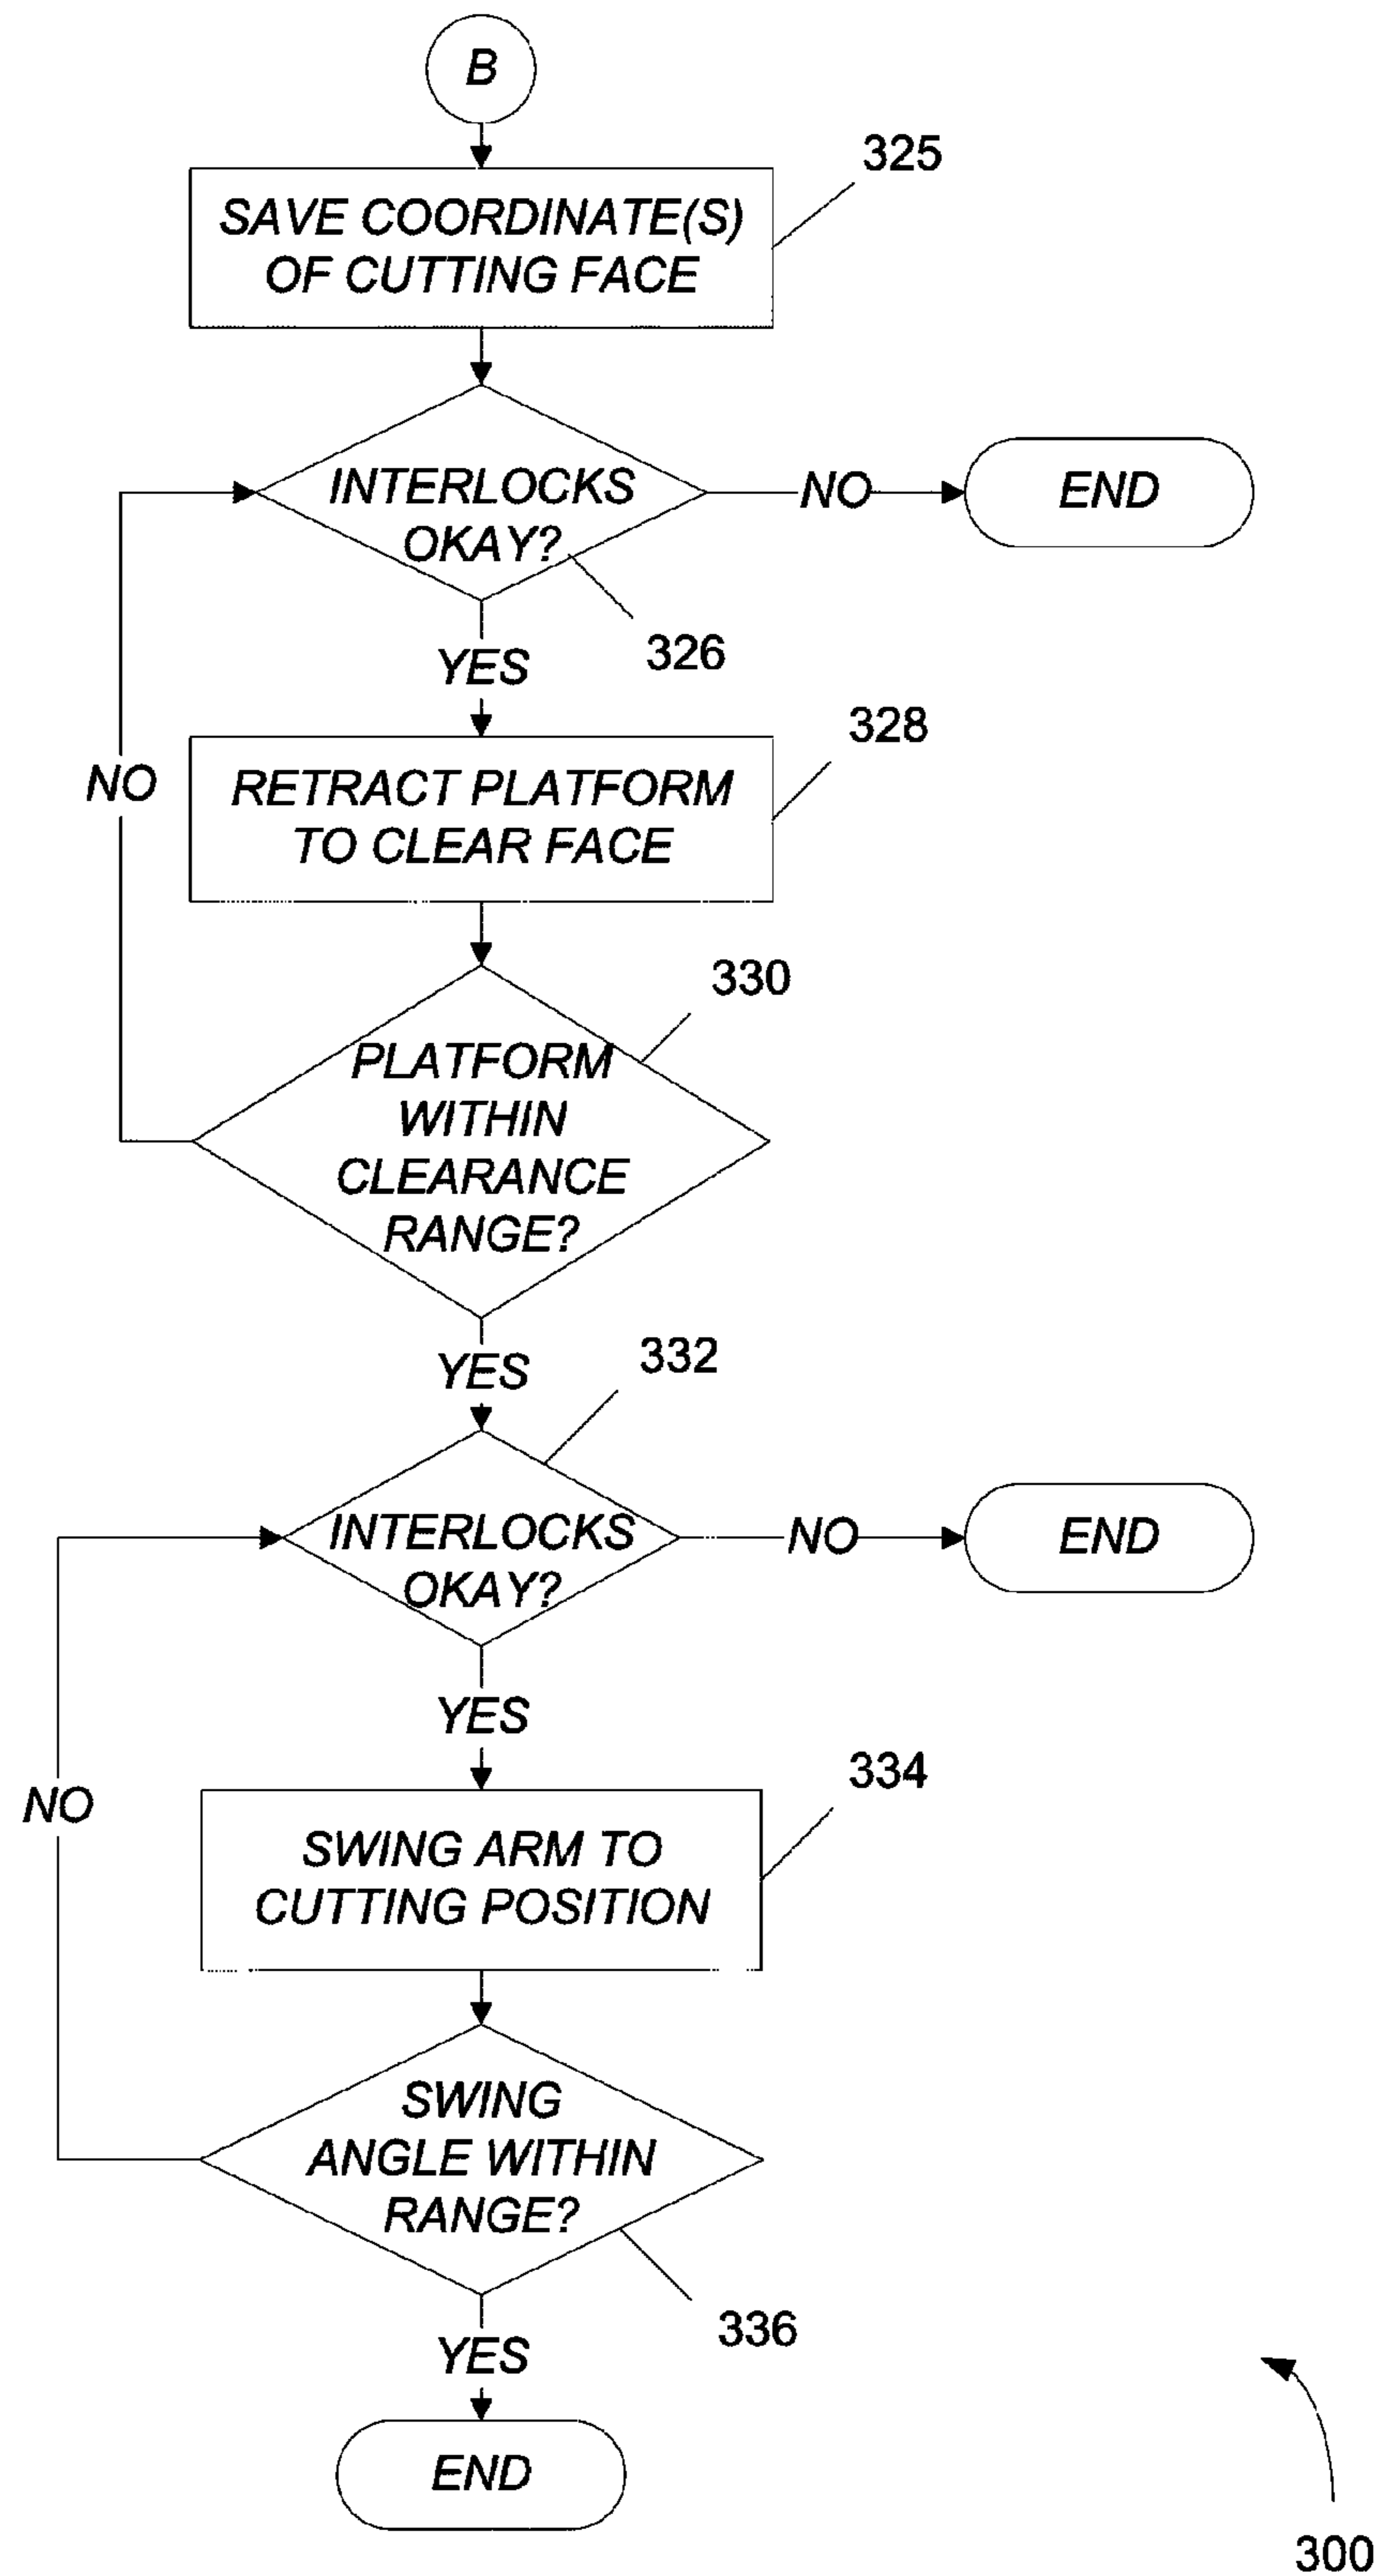 B
325
SAVE COORDINATE(S)
OF CUTTING FACE
INTERLOCKS
OKAY?
NO
END
326
YES
328
RETRACT PLATFORM
TO CLEAR FACE
NO
330
PLATFORM
WITHIN
CLEARANCE
RANGE?
YES
332
INTERLOCKS
OKAY?
NO
END
YES
334
SWING ARM TO
CUTTING POSITION
NO
SWING
ANGLE WITHIN
RANGE?
336
YES
END
300